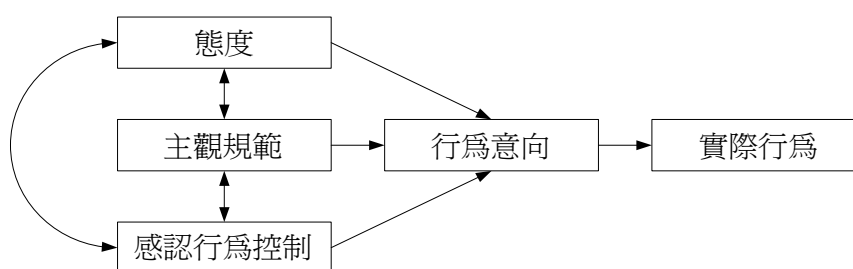 態度
主觀規範
行爲意向
實際行爲
感認行爲控制